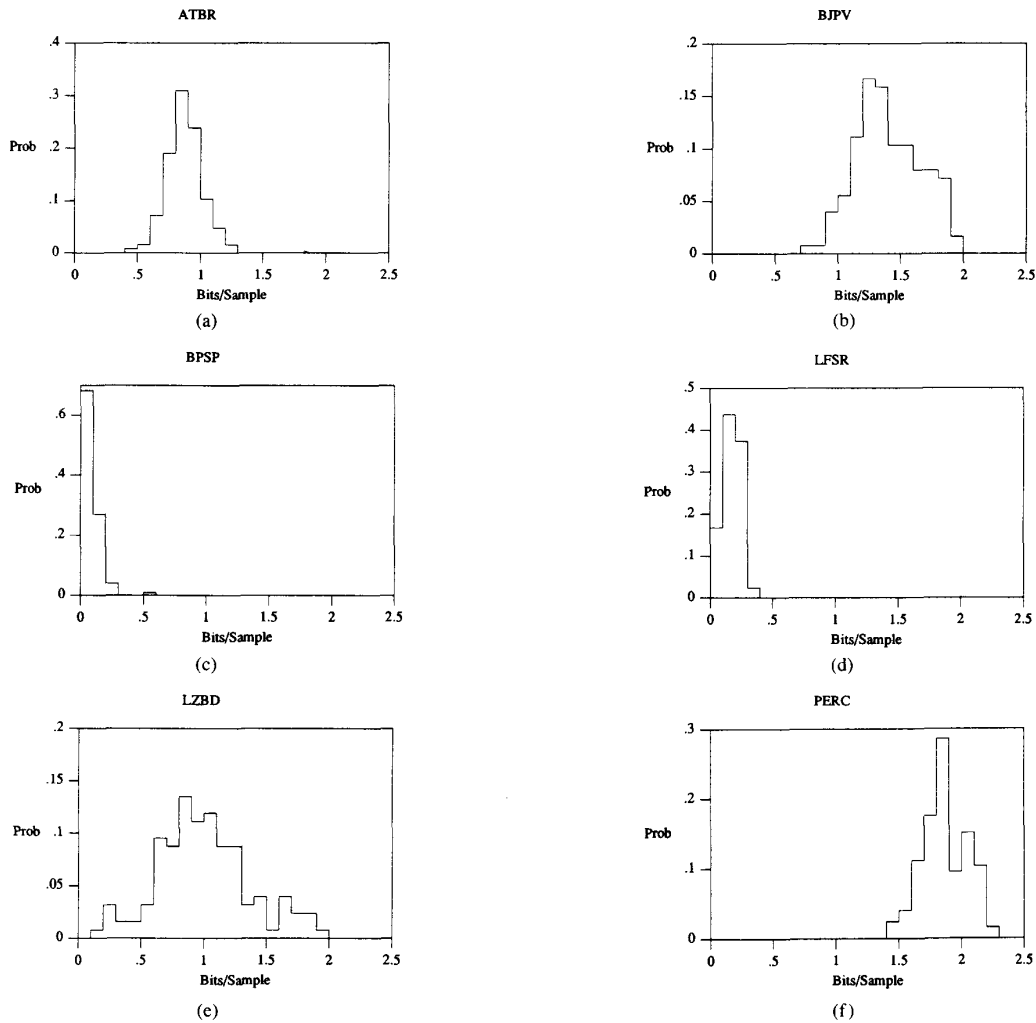 ATBR
.4
.3
Prob
.2
.1
0
0 .5 1 1.5 2 2.5
Bits/Sample
(a)
BJPV
.2
.15
Prob
.1
.05
0
0 1 1.5 2 2.5
Bits/Sample
(b)
BPSP
.6
.4
Prob
.2
0
0 .5 1 1.5 2 2.5
Bits/Sample
(c)
LFSR
.5
.4
.3
Prob
.2
.1
0
0 .5 1 1.5 2 2.5
Bits/Sample
(d)
LZBD
.2
.15
Prob
.1
.05
0
0 .5 1 1.5 2 2.5
Bits/Sample
(e)
PERC
.3
.2
Prob
.1
0
0 .5 1 1.5 2 2.5
Bits/Sample
(f)